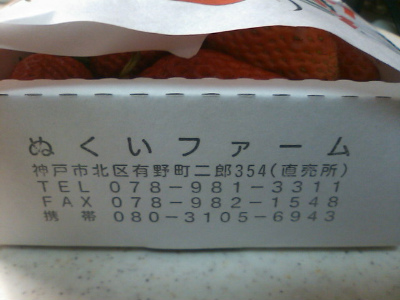 ぬくいファーム
神戸市北区有野町二郎354(直売所)
TEL 078-981-3311
FAX 078-982-1548
携帯 080-3105-6943